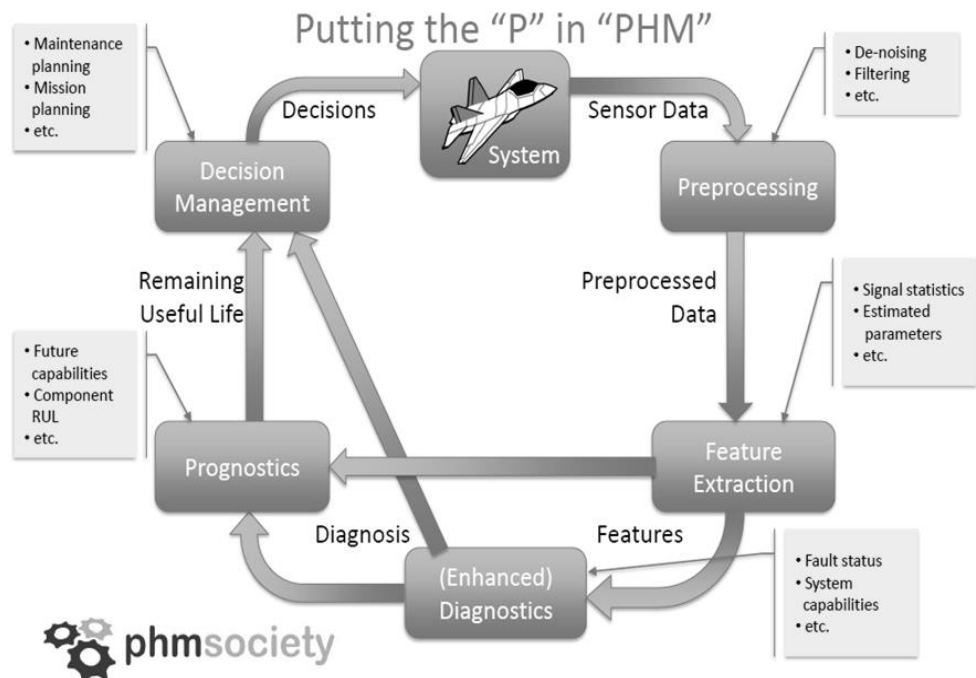 Putting the “P” in “PHM”
• Maintenance
planning
• Mission
planning
• etc.
Decisions
System
Sensor Data
• De-noising
• Filtering
• etc.
Decision
Management
Preprocessing
Remaining
Useful Life
Preprocessed
Data
• Signal statistics
• Estimated
parameters
• etc.
• Future
capabilities
• Component
RUL
• etc.
Prognostics
Feature
Extraction
Diagnosis
Features
(Enhanced)
Diagnostics
• Fault status
• System
capabilities
• etc.
phmsociety